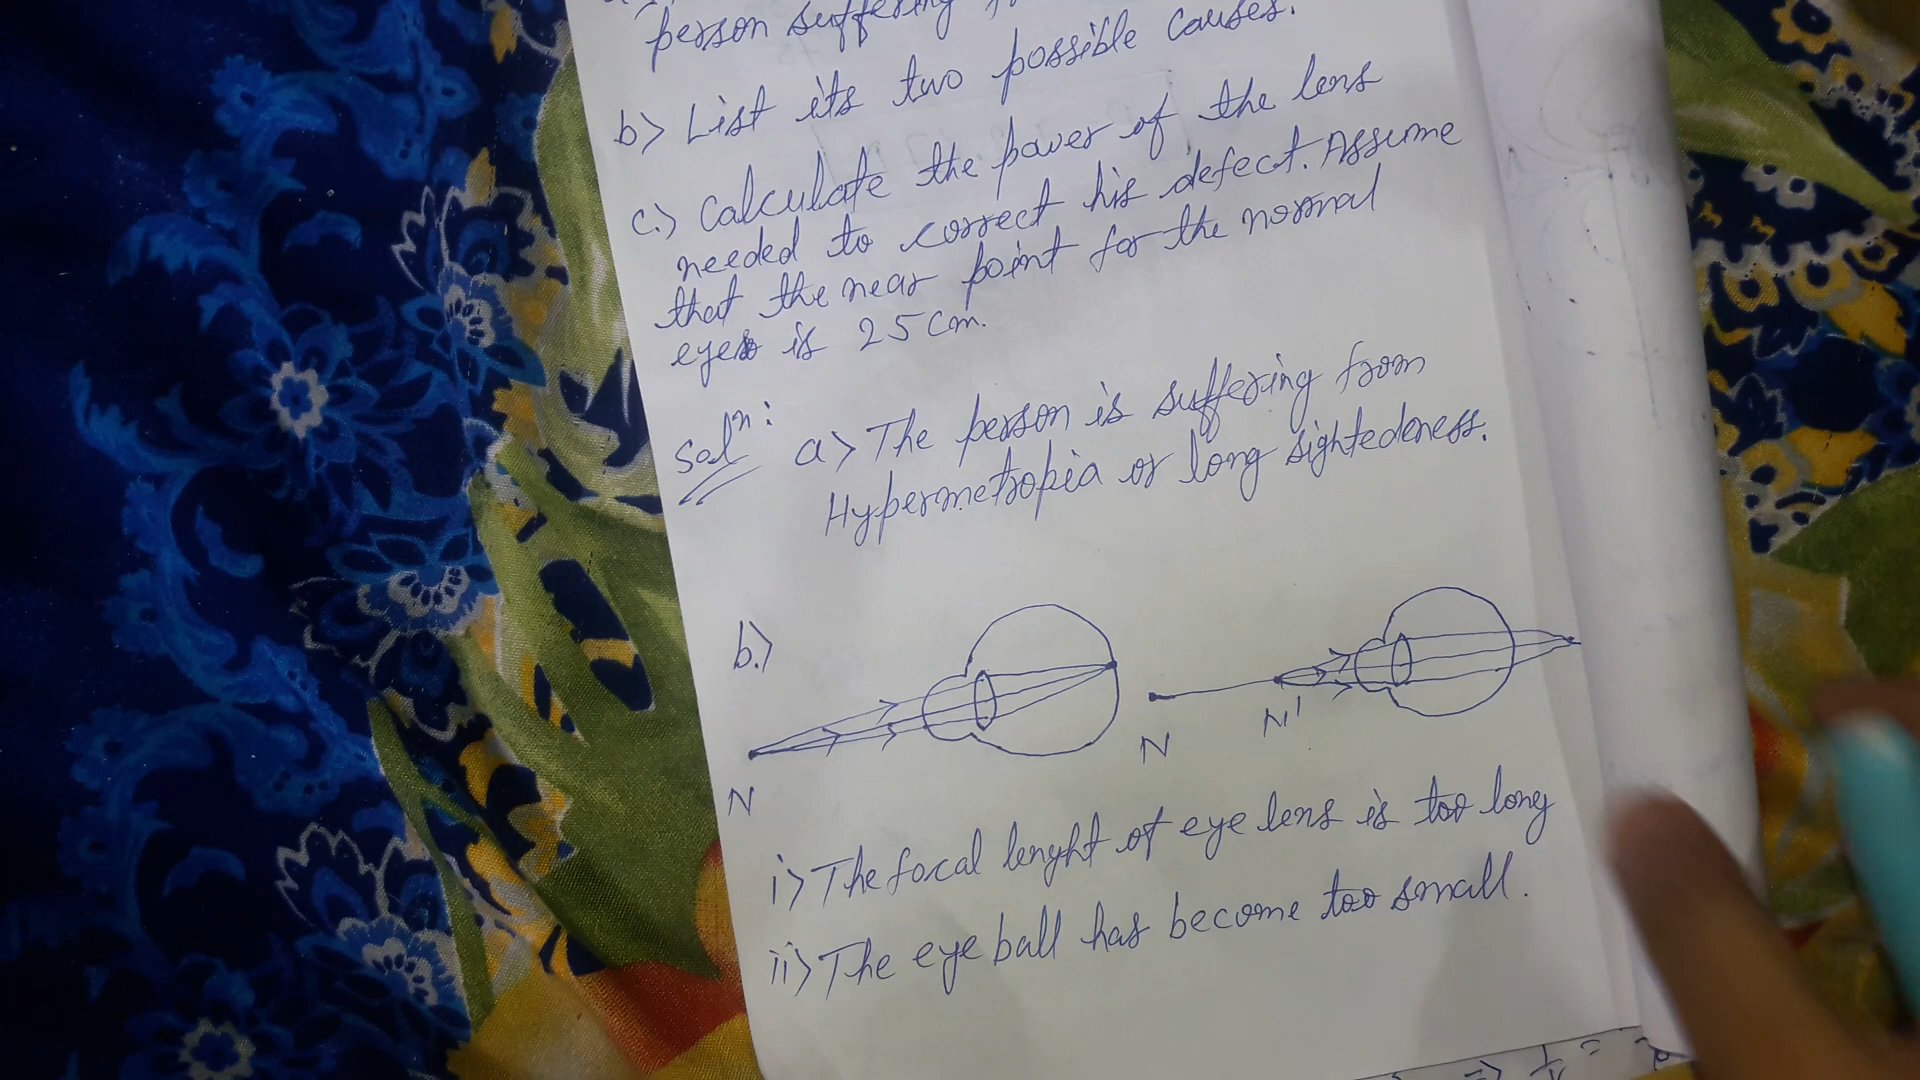 person suffering
b) List its two possible causes.
c.) Calculate the power of the lens
needed to correct his defect. Assume
that the near point for the normal
eye is 25 cm.
Solⁿ: a) The person is suffering from
Hypermetropia or long sightedeness.
b.)
N
N
N'
i) The focal lenght of eye lens is too long
ii) The eye ball has become too small.